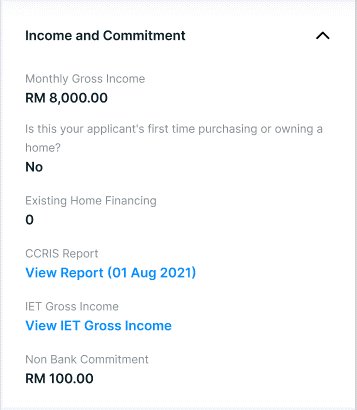 Income and Commitment
Monthly Gross Income
RM 8,000.00
Is this your applicant's first time purchasing or owning a
home?
No
Existing Home Financing
0
CCRIS Report
View Report (01 Aug 2021)
IET Gross Income
View IET Gross Income
Non Bank Commitment
RM 100.00